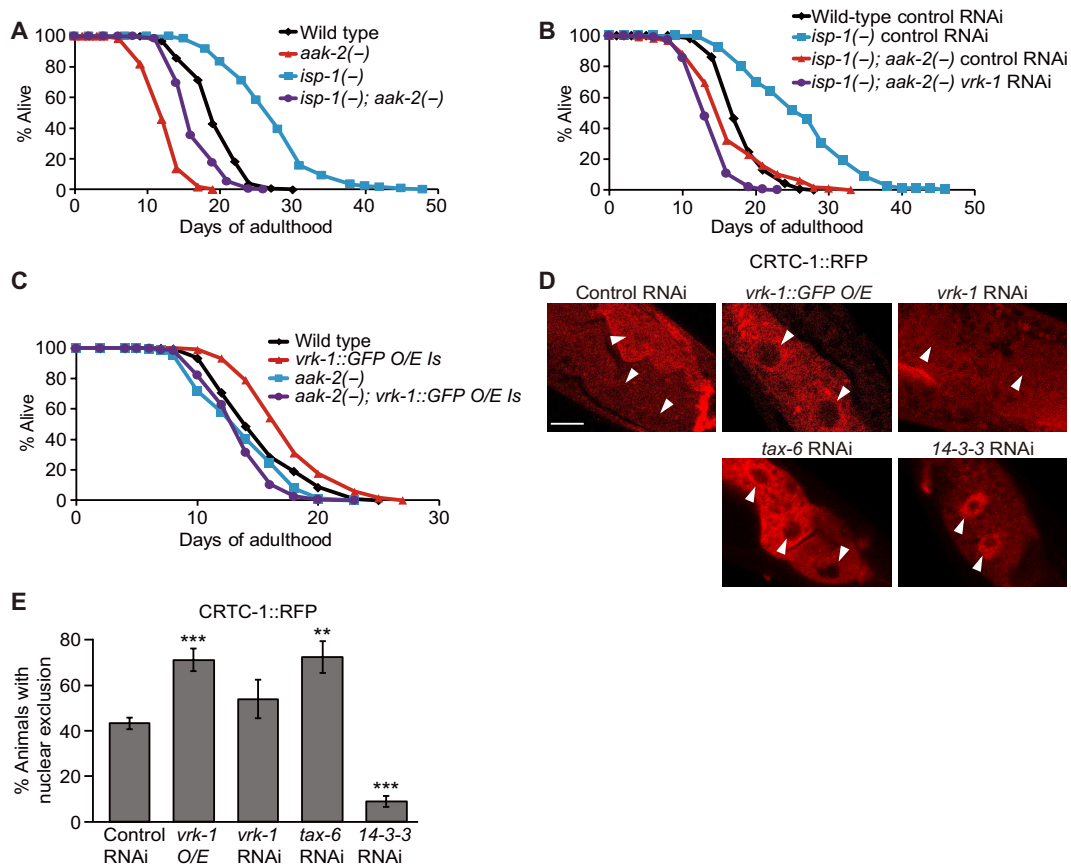 A
Wild type
aak-2(–)
isp-1(–)
isp-1(–); aak-2(–)
% Alive
100
80
60
40
20
0
0 10 20 30 40 50
Days of adulthood
B
Wild-type control RNAi
isp-1(–) control RNAi
isp-1(–); aak-2(–) control RNAi
isp-1(–); aak-2(–) vrk-1 RNAi
% Alive
100
80
60
40
20
0
0 10 20 30 40 50
Days of adulthood
C
Wild type
vrk-1::GFP O/E Is
aak-2(–)
aak-2(–); vrk-1::GFP O/E Is
% Alive
100
80
60
40
20
0
0 10 20 30
Days of adulthood
D
CRTC-1::RFP
Control RNAi
vrk-1::GFP O/E
vrk-1 RNAi
tax-6 RNAi
14-3-3 RNAi
E
CRTC-1::RFP
% Animals with
nuclear exclusion
80
60
40
20
0
***
**
***
Control
RNAi
vrk-1
O/E
vrk-1
RNAi
tax-6
RNAi
14-3-3
RNAi